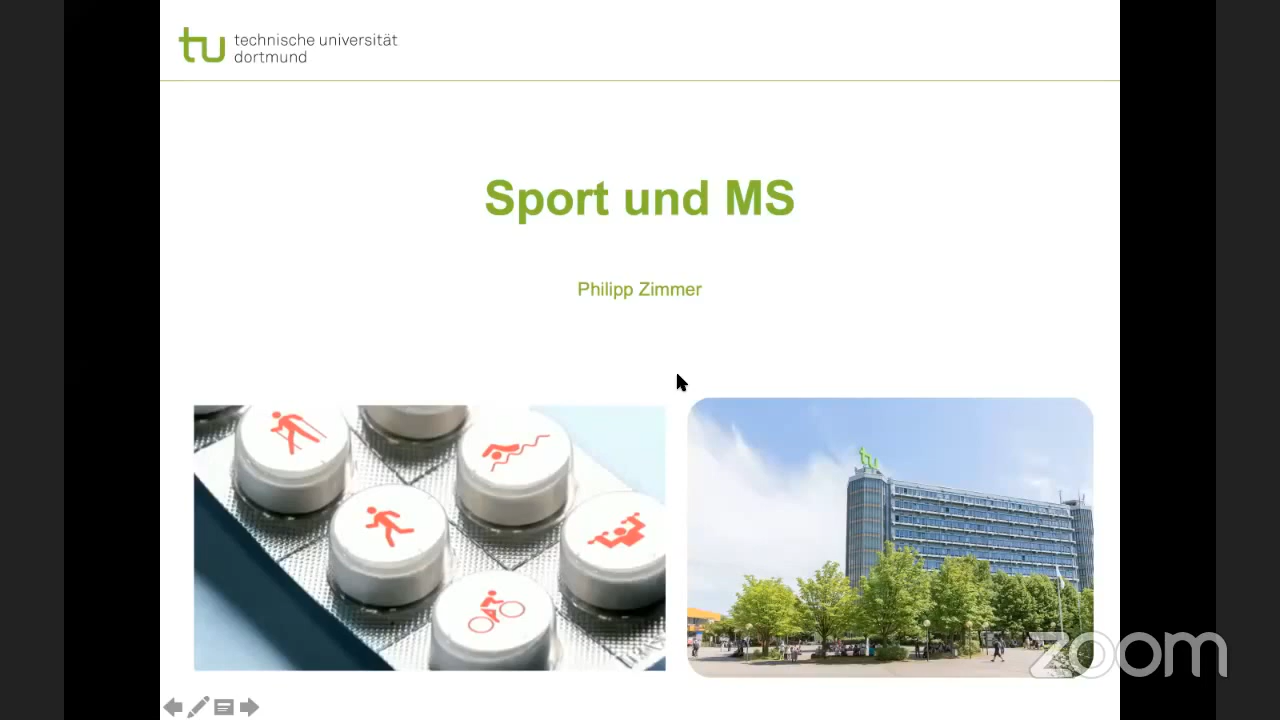 tu technische universität
dortmund
Sport und MS
Philipp Zimmer
tu
zoom